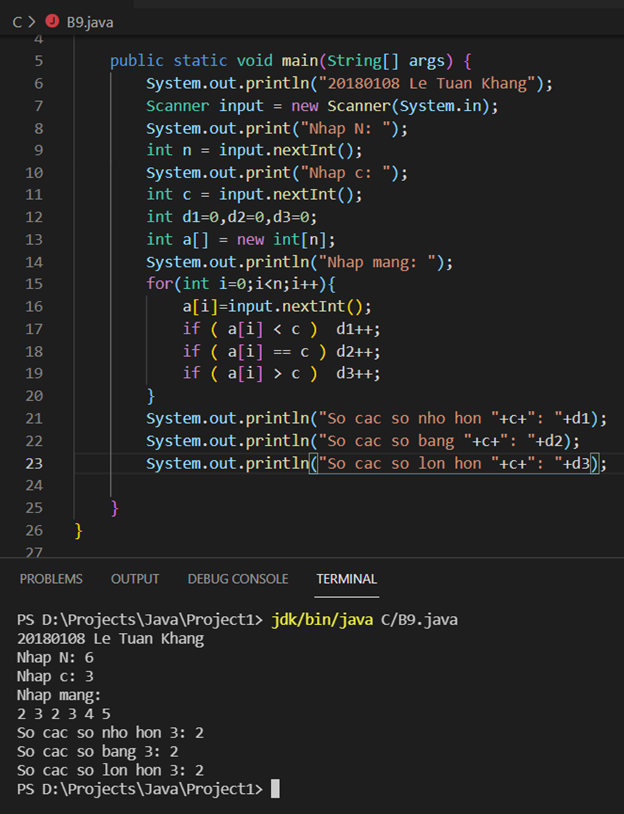 C > J B9.java
4
5 public static void main(String[] args) {
6 System.out.println("20180108 Le Tuan Khang");
7 Scanner input = new Scanner(System.in);
8 System.out.print("Nhap N: ");
9 int n = input.nextInt();
10 System.out.print("Nhap c: ");
11 int c = input.nextInt();
12 int d1=0,d2=0,d3=0;
13 int a[] = new int[n];
14 System.out.println("Nhap mang: ");
15 for(int i=0;i<n;i++){
16 a[i]=input.nextInt();
17 if ( a[i] < c )  d1++;
18 if ( a[i] == c ) d2++;
19 if ( a[i] > c )  d3++;
20 }
21 System.out.println("So cac so nho hon "+c+": "+d1);
22 System.out.println("So cac so bang "+c+": "+d2);
23 System.out.println("So cac so lon hon "+c+": "+d3);
24
25 }
26 }
27
PROBLEMS OUTPUT DEBUG CONSOLE TERMINAL
PS D:\Projects\Java\Project1> jdk/bin/java C/B9.java
20180108 Le Tuan Khang
Nhap N: 6
Nhap c: 3
Nhap mang:
2 3 2 3 4 5
So cac so nho hon 3: 2
So cac so bang 3: 2
So cac so lon hon 3: 2
PS D:\Projects\Java\Project1>